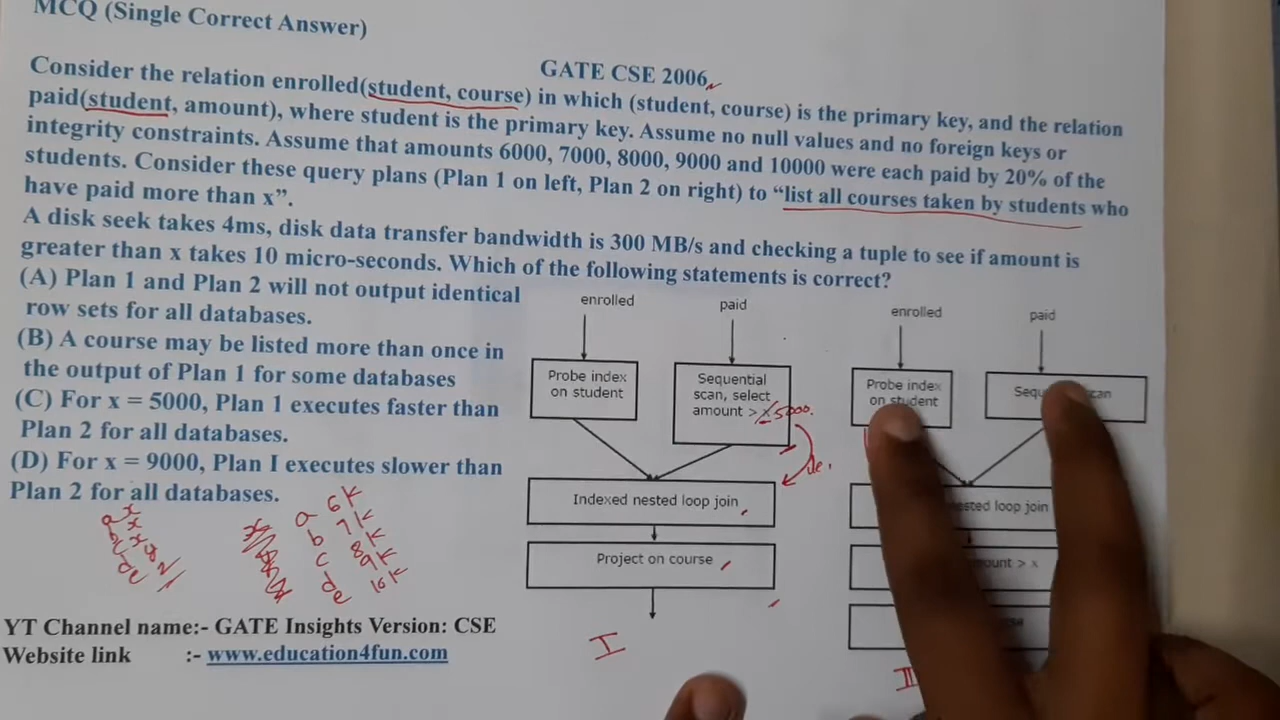 MCQ (Single Correct Answer)
GATE CSE 2006
Consider the relation enrolled(student, course) in which (student, course) is the primary key, and the relation
paid(student, amount), where student is the primary key. Assume no null values and no foreign keys or
integrity constraints. Assume that amounts 6000, 7000, 8000, 9000 and 10000 were each paid by 20% of the
students. Consider these query plans (Plan 1 on left, Plan 2 on right) to “list all courses taken by students who
have paid more than x”.
A disk seek takes 4ms, disk data transfer bandwidth is 300 MB/s and checking a tuple to see if amount is
greater than x takes 10 micro-seconds. Which of the following statements is correct?
(A) Plan 1 and Plan 2 will not output identical
row sets for all databases.
(B) A course may be listed more than once in
the output of Plan 1 for some databases
(C) For x = 5000, Plan 1 executes faster than
Plan 2 for all databases.
(D) For x = 9000, Plan I executes slower than
Plan 2 for all databases.
enrolled
paid
Probe index
on student
Sequential
scan, select
amount > x
5000.
Indexed nested loop join
Project on course
I
enrolled
paid
Probe index
on student
nested loop join
amount > x
II
a 6K
b 7K
c 8K
d 9K
e 10K
YT Channel name:- GATE Insights Version: CSE
Website link :- www.education4fun.com